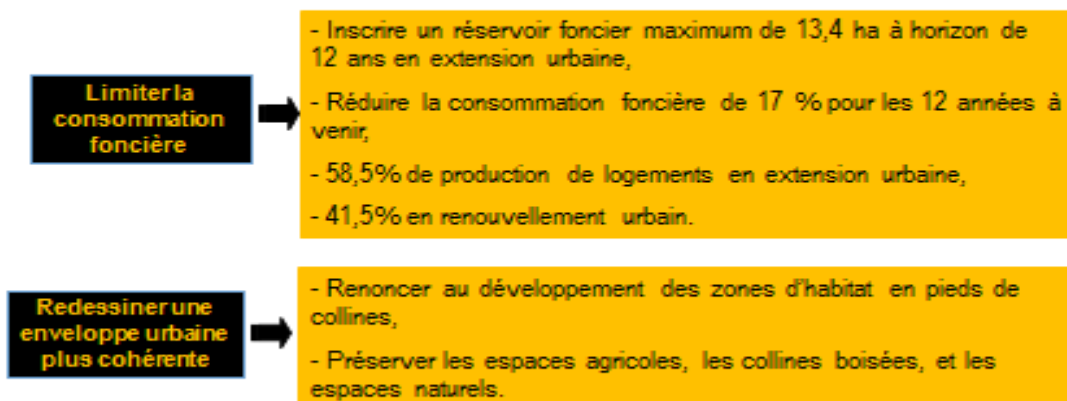 Limiter la
consommation
foncière
- Inscrire un réservoir foncier maximum de 13,4 ha à horizon de
12 ans en extension urbaine,
- Réduire la consommation foncière de 17 % pour les 12 années à
venir,
- 58,5% de production de logements en extension urbaine,
- 41,5% en renouvellement urbain.
Redessiner une
enveloppe urbaine
plus cohérente
- Renoncer au développement des zones d'habitat en pieds de
collines,
- Préserver les espaces agricoles, les collines boisées, et les
espaces naturels.